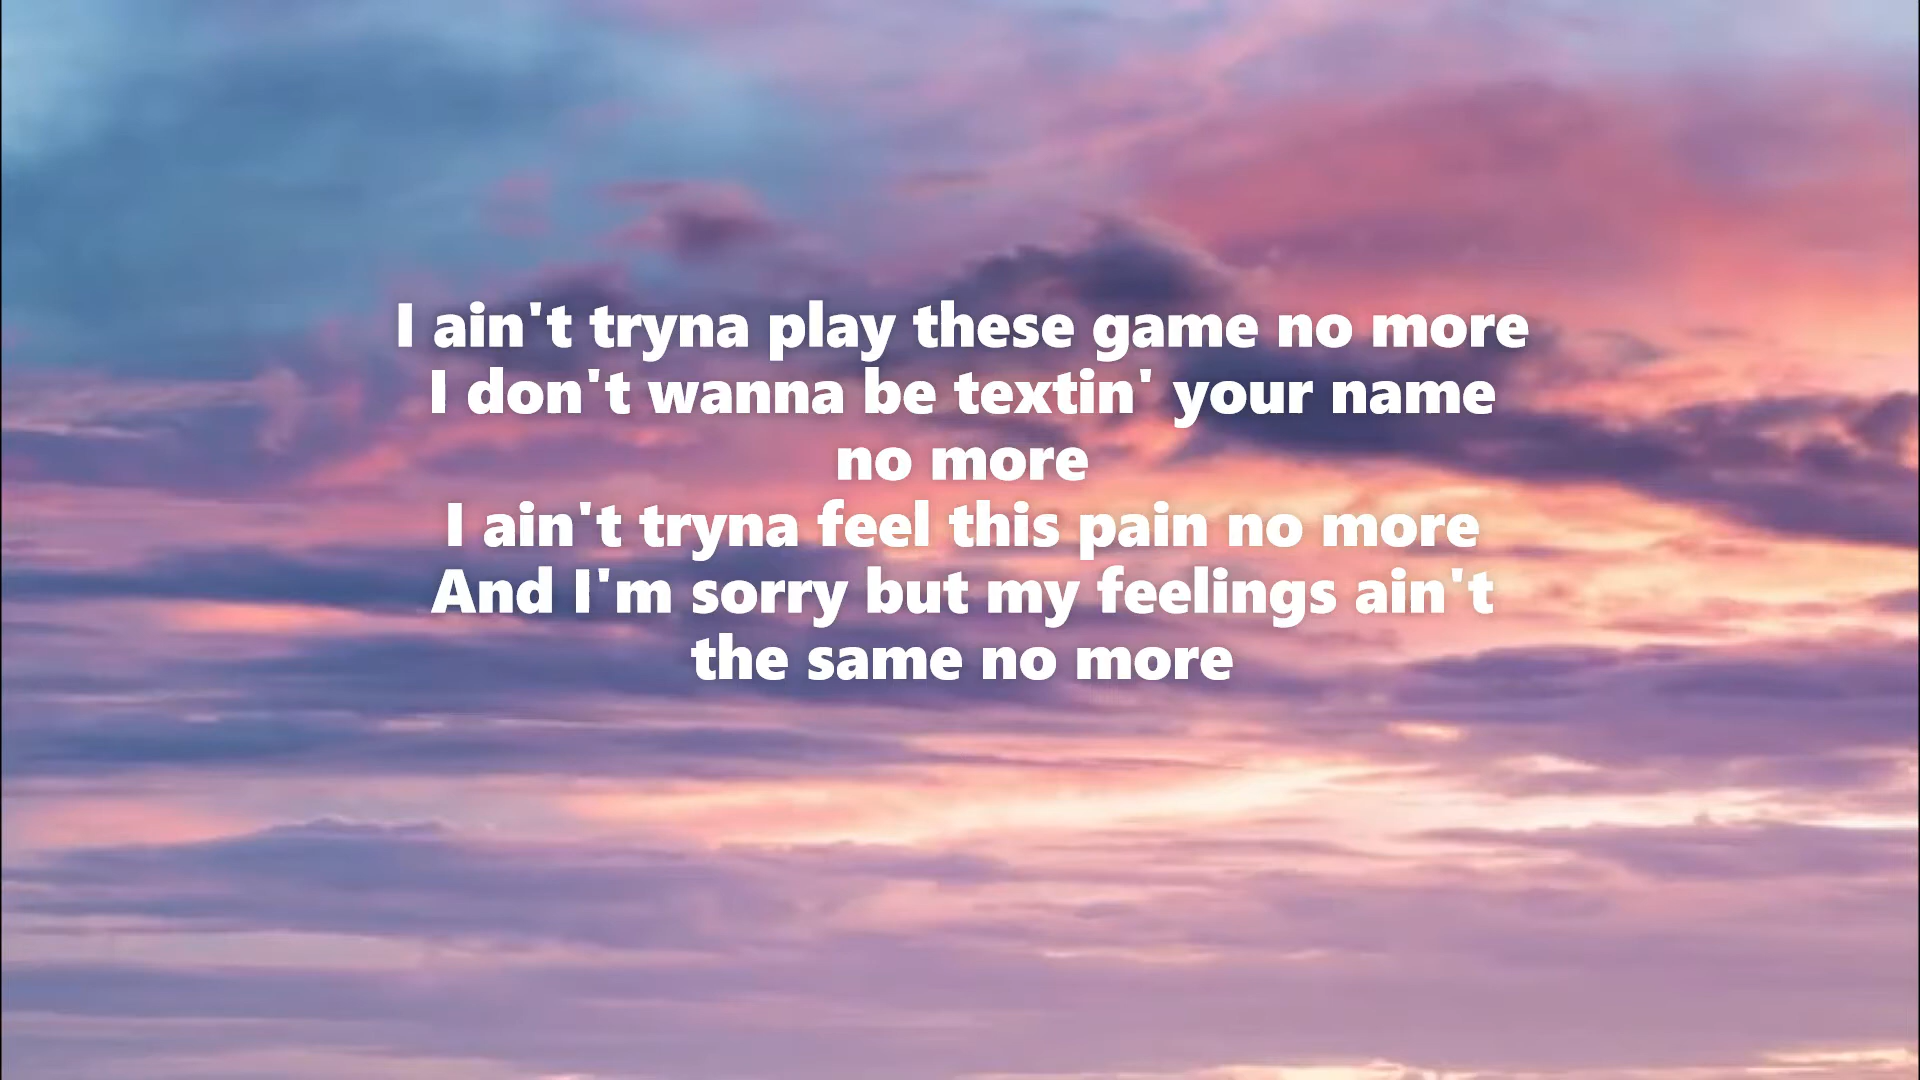 I ain't tryna play these game no more
I don't wanna be textin' your name
no more
I ain't tryna feel this pain no more
And I'm sorry but my feelings ain't
the same no more